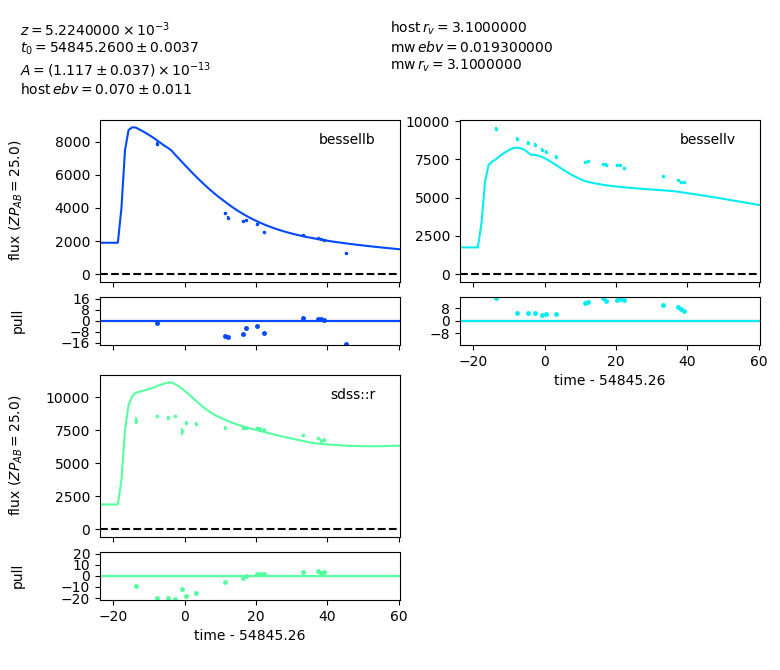 z = 5.2240000 × 10⁻³
t₀ = 54845.2600 ± 0.0037
A = (1.117 ± 0.037) × 10⁻¹³
host ebv = 0.070 ± 0.011
host r_v = 3.1000000
mw ebv = 0.019300000
mw r_v = 3.1000000
flux (ZP_AB = 25.0)
8000
6000
4000
2000
0
bessellb
10000
7500
5000
2500
0
bessellv
pull
16
8
0
−8
−16
8
0
−8
−20
0
20
40
60
time - 54845.26
flux (ZP_AB = 25.0)
10000
7500
5000
2500
0
sdss::r
pull
20
10
0
−10
−20
−20
0
20
40
60
time - 54845.26